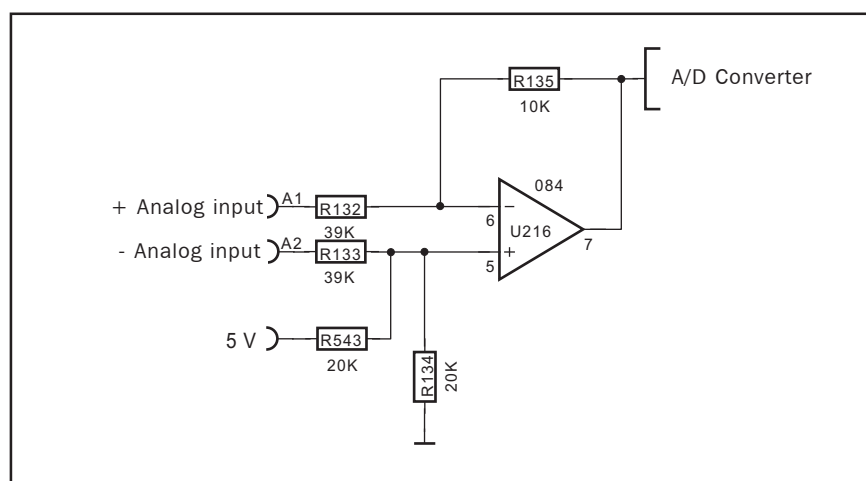 R135
10K
A/D Converter
084
+ Analog input
A1
R132
39K
6
−
U216
7
- Analog input
A2
R133
39K
5
+
5 V
R543
20K
R134
20K